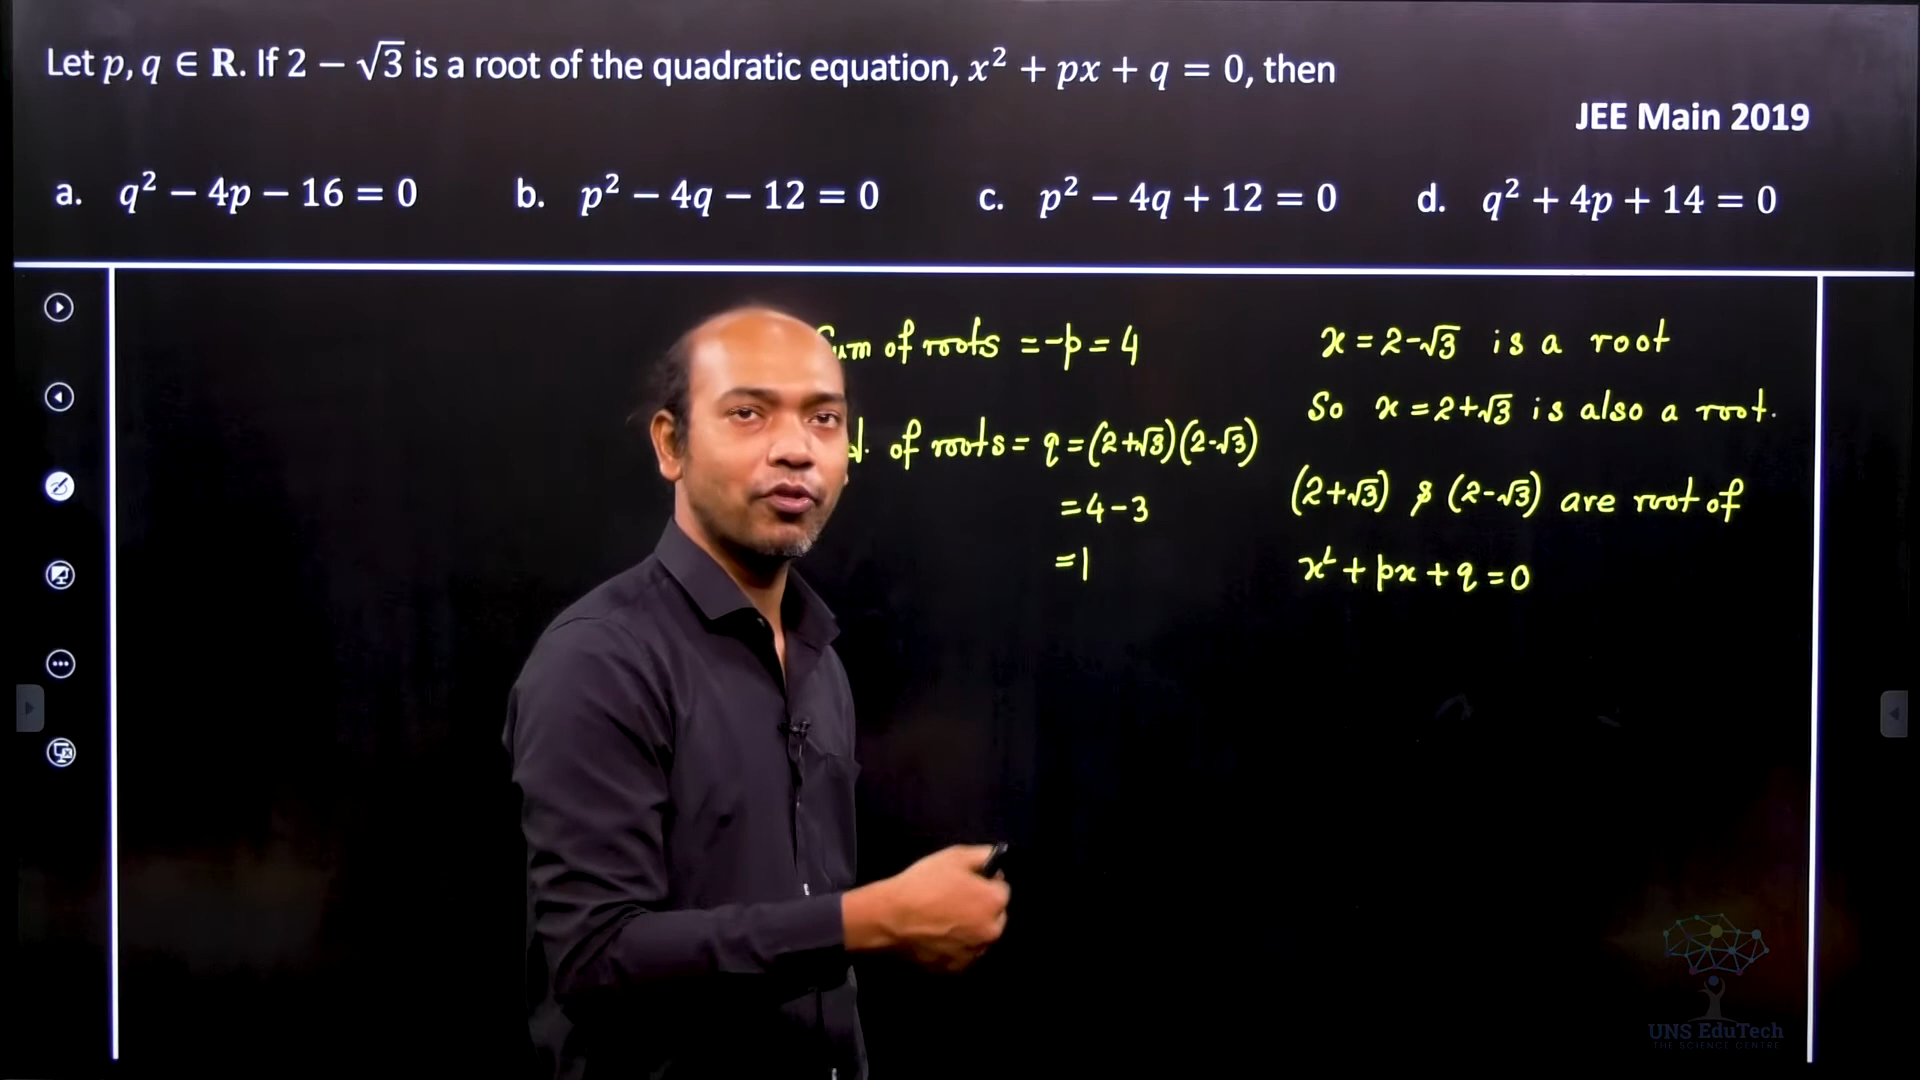 Let p, q ∈ R. If 2 − √3 is a root of the quadratic equation, x² + px + q = 0, then
JEE Main 2019
a. q² − 4p − 16 = 0 b. p² − 4q − 12 = 0 c. p² − 4q + 12 = 0 d. q² + 4p + 14 = 0
of roots = -p = 4
of roots = q = (2+√3)(2-√3)
= 4 - 3
= 1
x = 2-√3 is a root
So x = 2+√3 is also a root.
(2+√3) & (2-√3) are root of
x² + px + q = 0
UNS EduTech
THE SCIENCE CENTRE